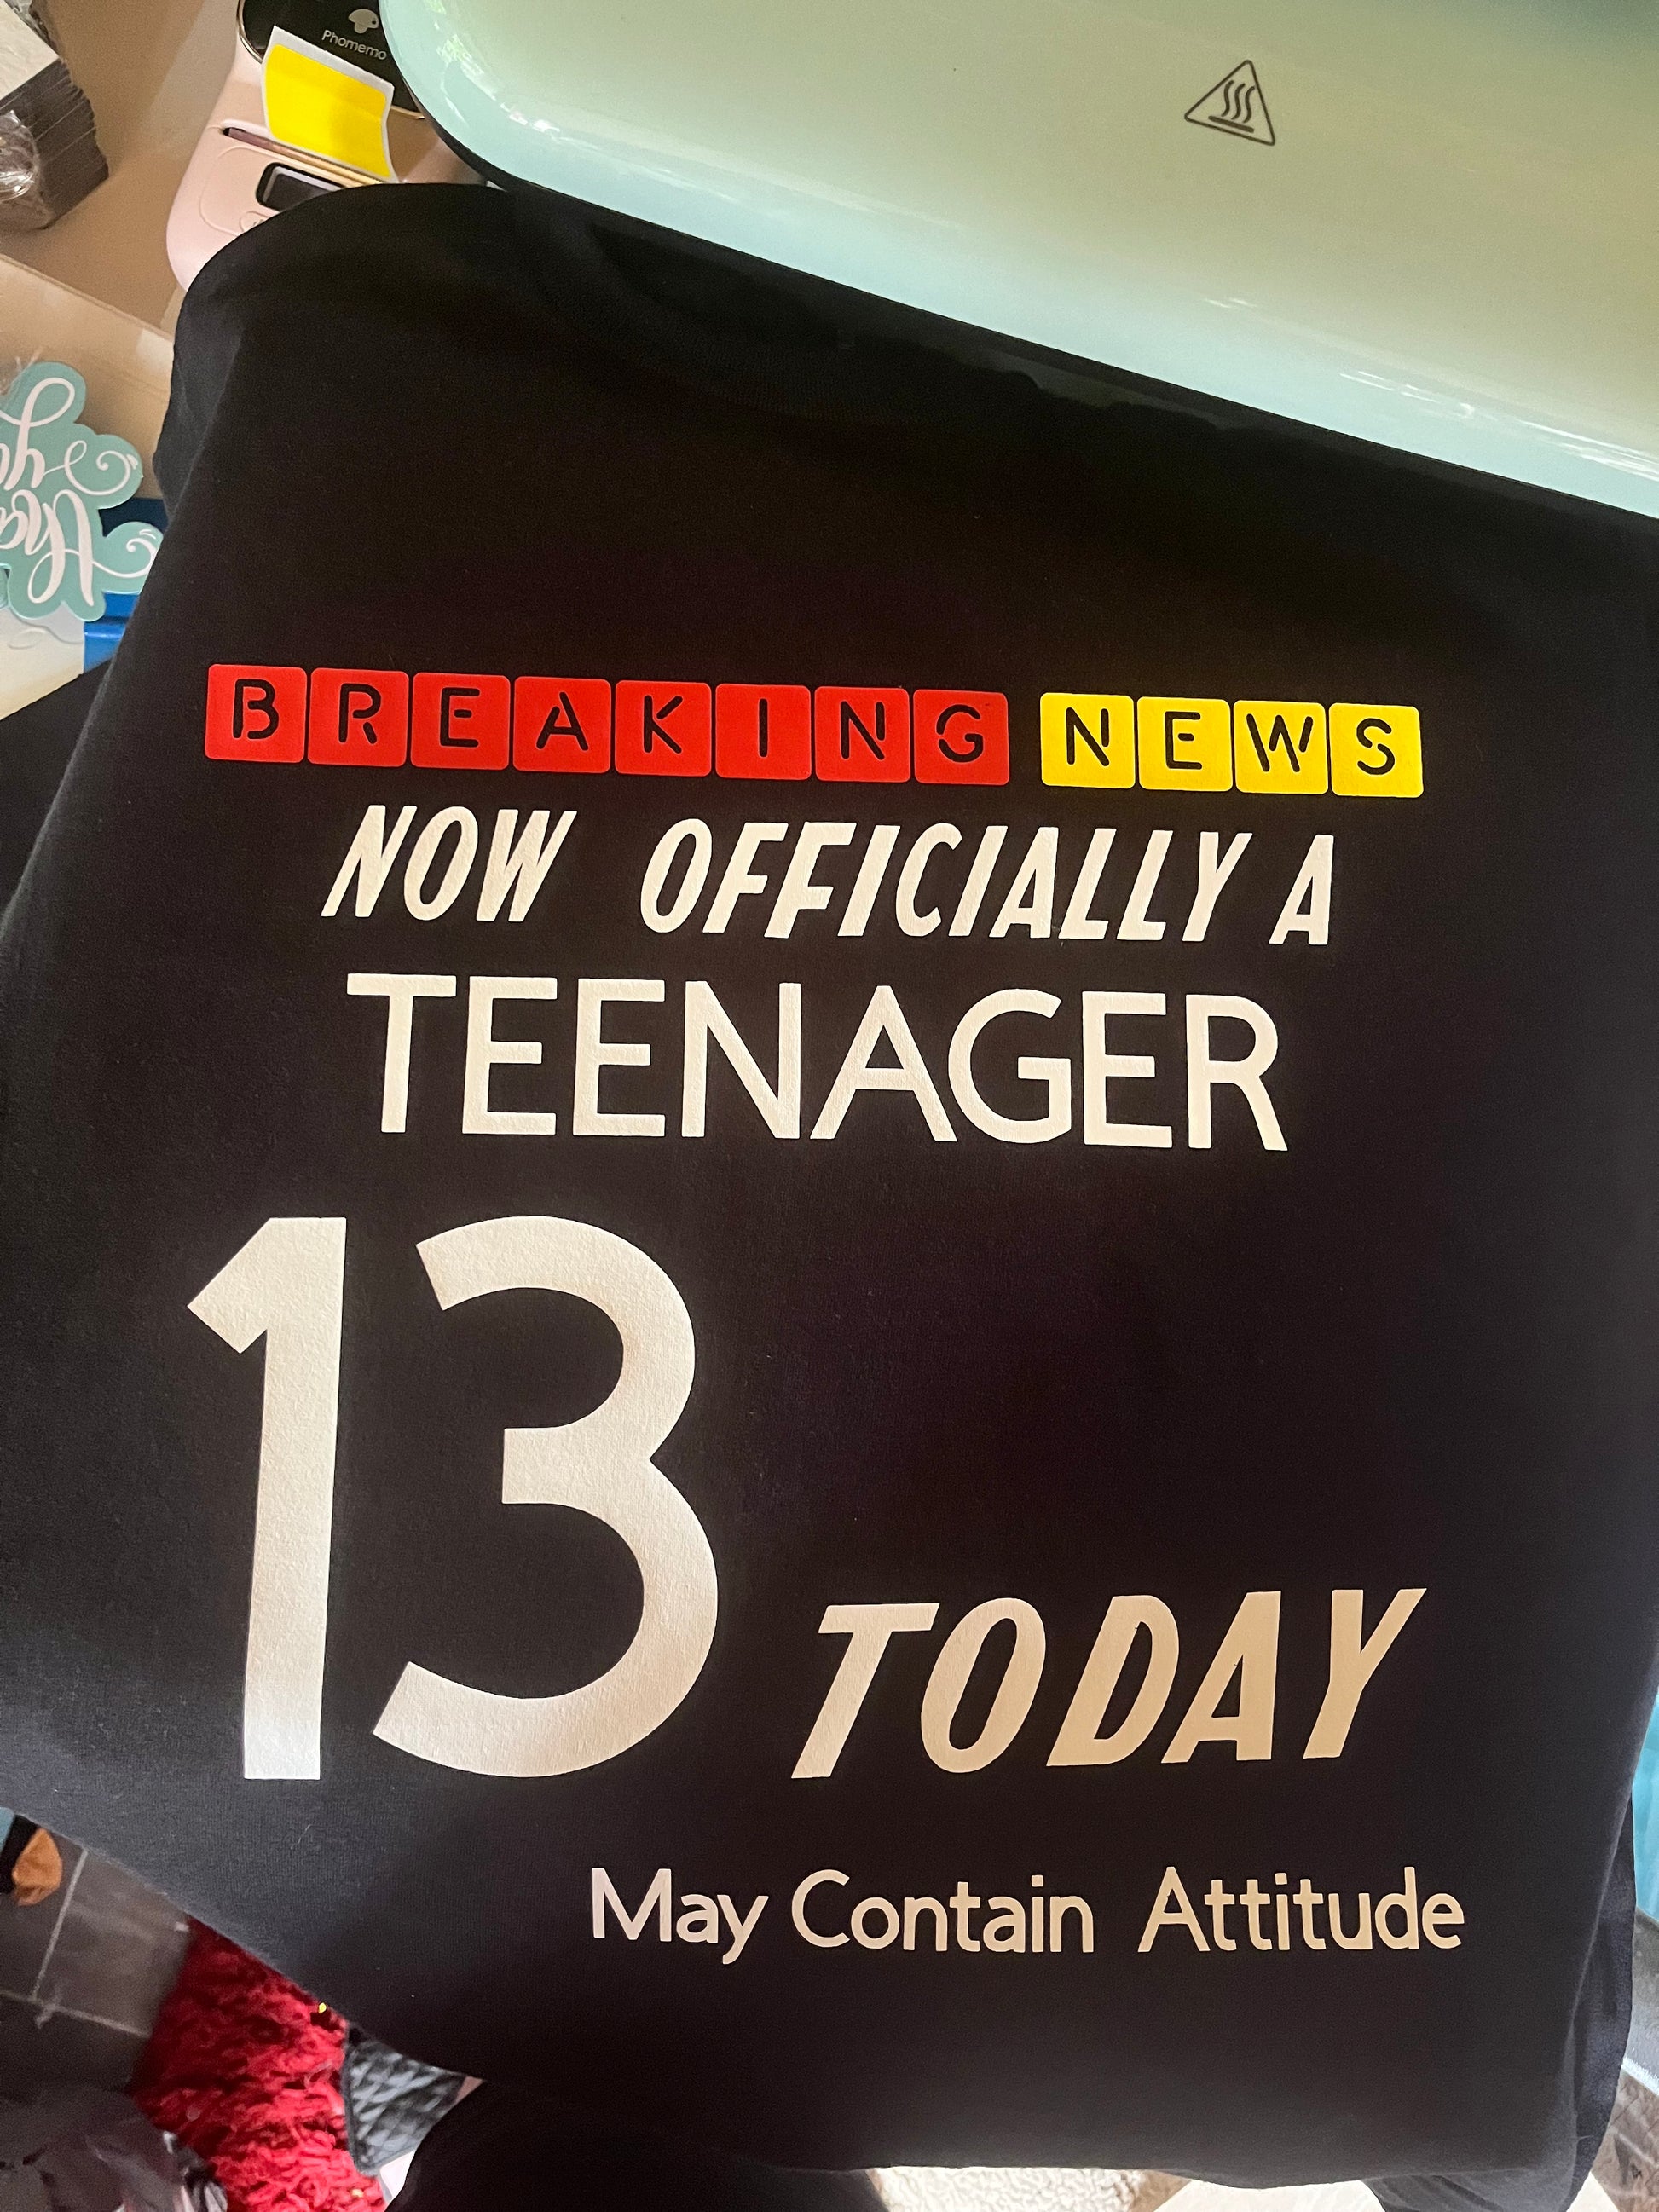 Phomemo
BREAKING NEWS
NOW OFFICIALLY A
TEENAGER
13 TODAY
May Contain Attitude